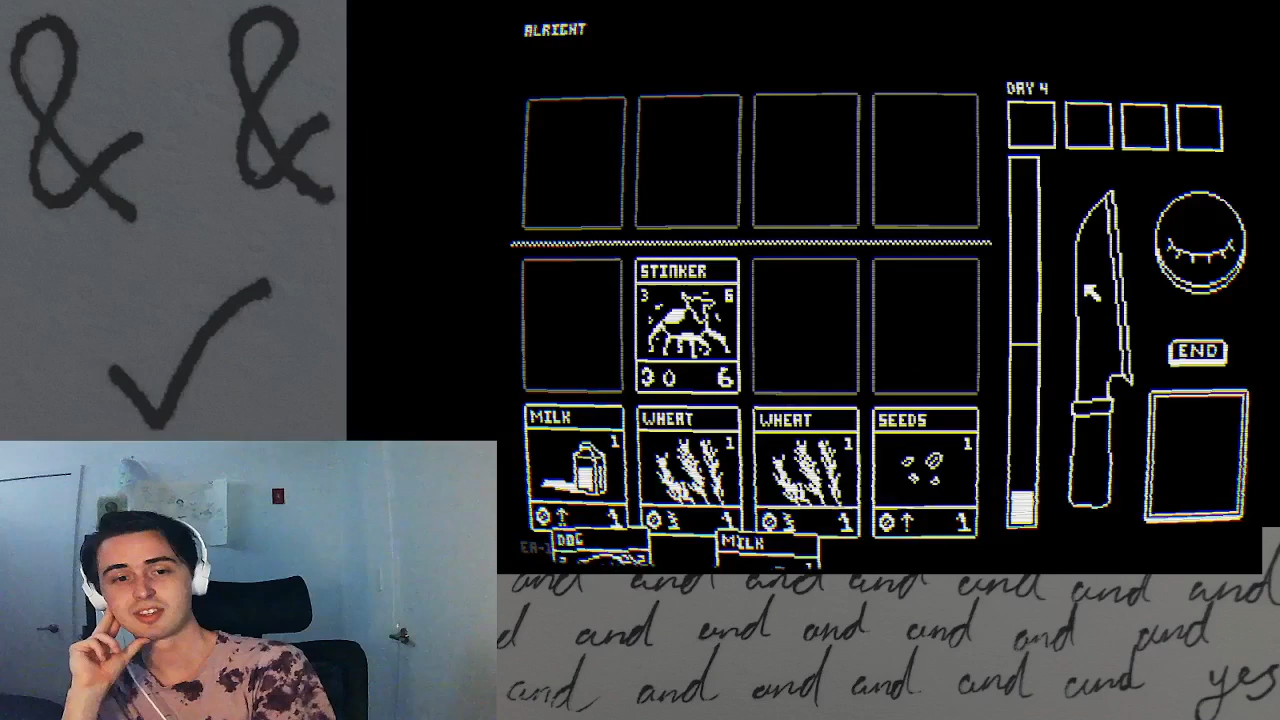 & &
ALRIGHT
DAY 4
STINKER
3 6
3 0 6
END
MILK WHEAT WHEAT SEEDS
1 1 1 1
0 1 0 1 0 1 0 1
DOG MILK
and and and and and and and
and and and and and and
and and and and and and yes